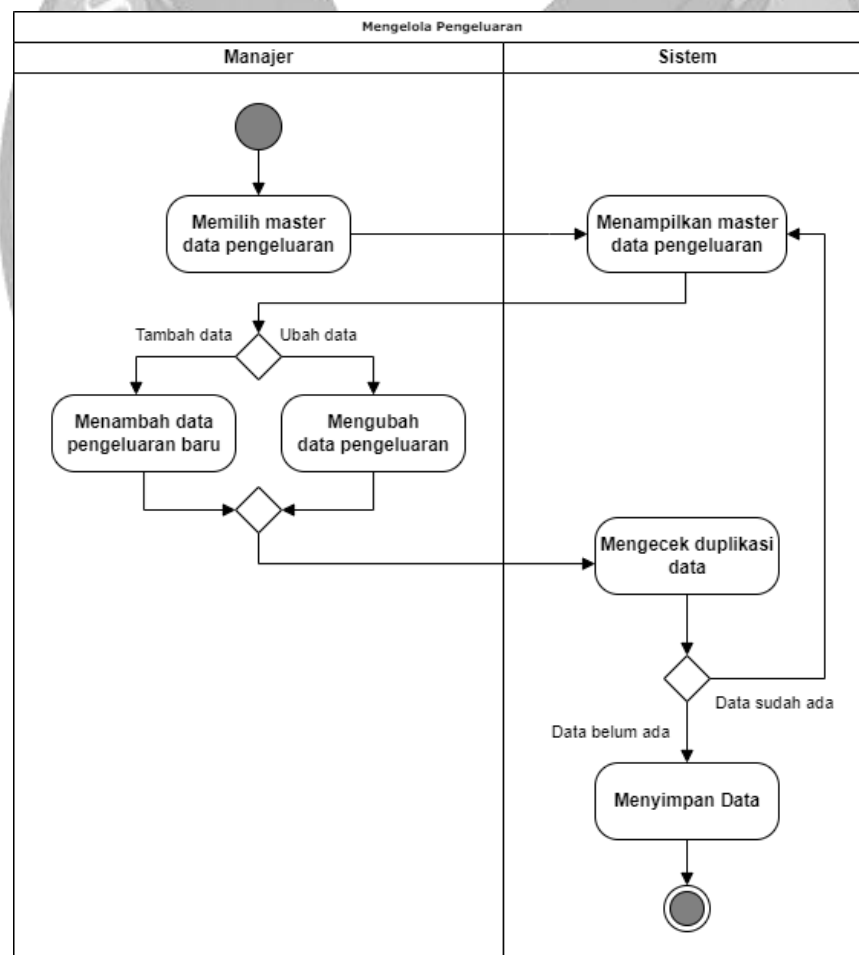 Mengelola Pengeluaran
Manajer
Sistem
Memilih master
data pengeluaran
Menampilkan master
data pengeluaran
Tambah data
Ubah data
Menambah data
pengeluaran baru
Mengubah
data pengeluaran
Mengecek duplikasi
data
Data sudah ada
Data belum ada
Menyimpan Data